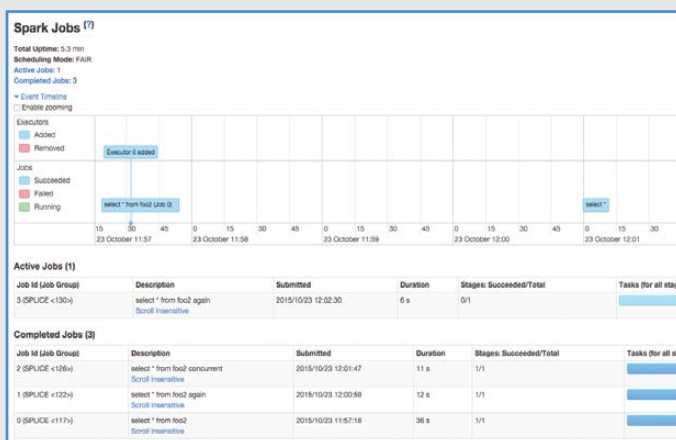 Spark Jobs (?)
Total Uptime: 5.3 min
Scheduling Mode: FAIR
Active Jobs: 1
Completed Jobs: 3
Event Timeline
Enable zooming
Executors
Added
Removed
Executor 0 added
Jobs
Succeeded
Failed
Running
select * from foo2 (Job 0)
select *
15 30 45 0 15 30 45 0 15 30 45 0 15 30 45 0 15 30
23 October 11:57 23 October 11:58 23 October 11:59 23 October 12:00 23 October 12:01
Active Jobs (1)
Job Id (Job Group) Description Submitted Duration Stages: Succeeded/Total Tasks (for all stag
3 (SPLICE <130>) select * from foo2 again 2015/10/23 12:02:30 6 s 0/1
Scroll Insensitive
Completed Jobs (3)
Job Id (Job Group) Description Submitted Duration Stages: Succeeded/Total Tasks (for all s
2 (SPLICE <126>) select * from foo2 concurrent 2015/10/23 12:01:47 11 s 1/1
Scroll Insensitive
1 (SPLICE <122>) select * from foo2 again 2015/10/23 12:00:59 12 s 1/1
Scroll Insensitive
0 (SPLICE <117>) select * from foo2 2015/10/23 11:57:18 36 s 1/1
Scroll Insensitive